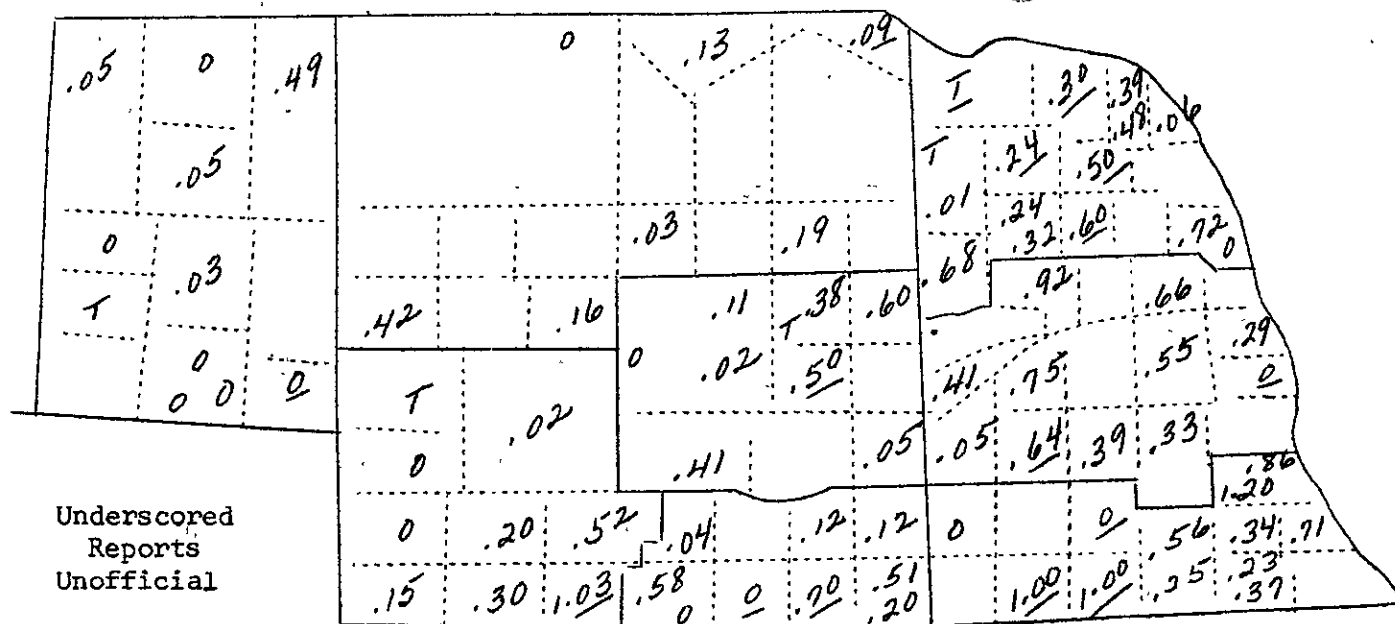 .05 0 .49 0 .13 .09
T .30 .39
.48 .06
.05 T .24 .50
.01 .24
0 .03 .03 .19 .32 .60 .72 0
.68 .92
T .42 .16 .11 .38 .60 .66
T
0 0 .02 .50 .29
0 0 0 T .02 .41 .75 .55 0
0 .41 .05 .05 .64 .39 .33
.86
1.20
Underscored
Reports
Unofficial
0 .20 .52 .04 .12 .12 0 0 .56 .34 .71
.15 .30 1.03 .58 0 0 .70 .51 1.00 1.00 .35 .23
.20 .37